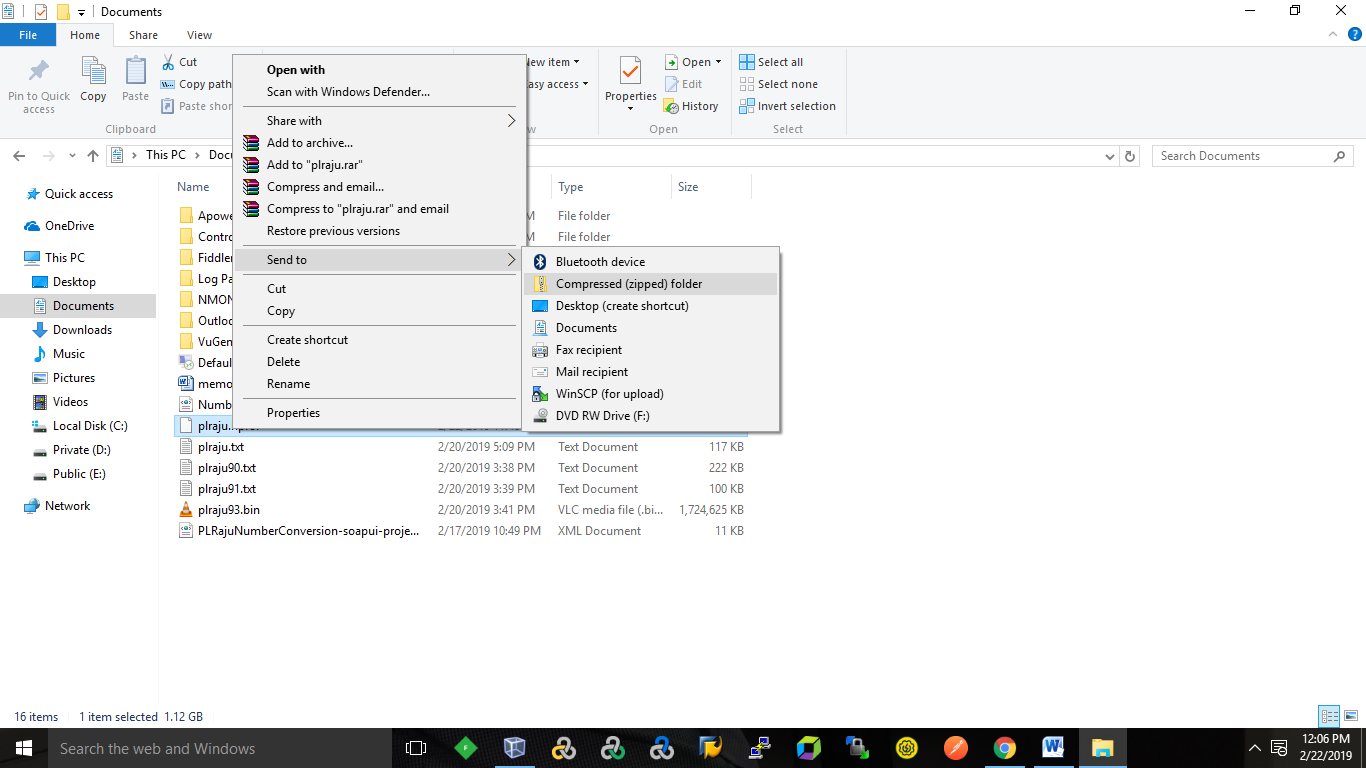 Documents
File Home Share View
Pin to Quick access
Copy
Paste
Cut
Copy path
Clipboard
Properties
Open
Edit
History
Open
Select all
Select none
Invert selection
Select
This PC
Search Documents
Quick access
OneDrive
This PC
Desktop
Documents
Downloads
Music
Pictures
Videos
Local Disk (C:)
Private (D:)
Public (E:)
Network
Name Type Size
File folder
File folder
plraju.txt 2/20/2019 5:09 PM Text Document 117 KB
plraju90.txt 2/20/2019 3:38 PM Text Document 222 KB
plraju91.txt 2/20/2019 3:39 PM Text Document 100 KB
plraju93.bin 2/20/2019 3:41 PM VLC media file (.bi... 1,724,625 KB
PLRajuNumberConversion-soapui-proje... 2/17/2019 10:49 PM XML Document 11 KB
Open with
Scan with Windows Defender...
Share with
Add to archive...
Add to "plraju.rar"
Compress and email...
Compress to "plraju.rar" and email
Restore previous versions
Send to
Cut
Copy
Create shortcut
Delete
Rename
Properties
Bluetooth device
Compressed (zipped) folder
Desktop (create shortcut)
Documents
Fax recipient
Mail recipient
WinSCP (for upload)
DVD RW Drive (F:)
16 items 1 item selected 1.12 GB
Search the web and Windows
12:06 PM
2/22/2019